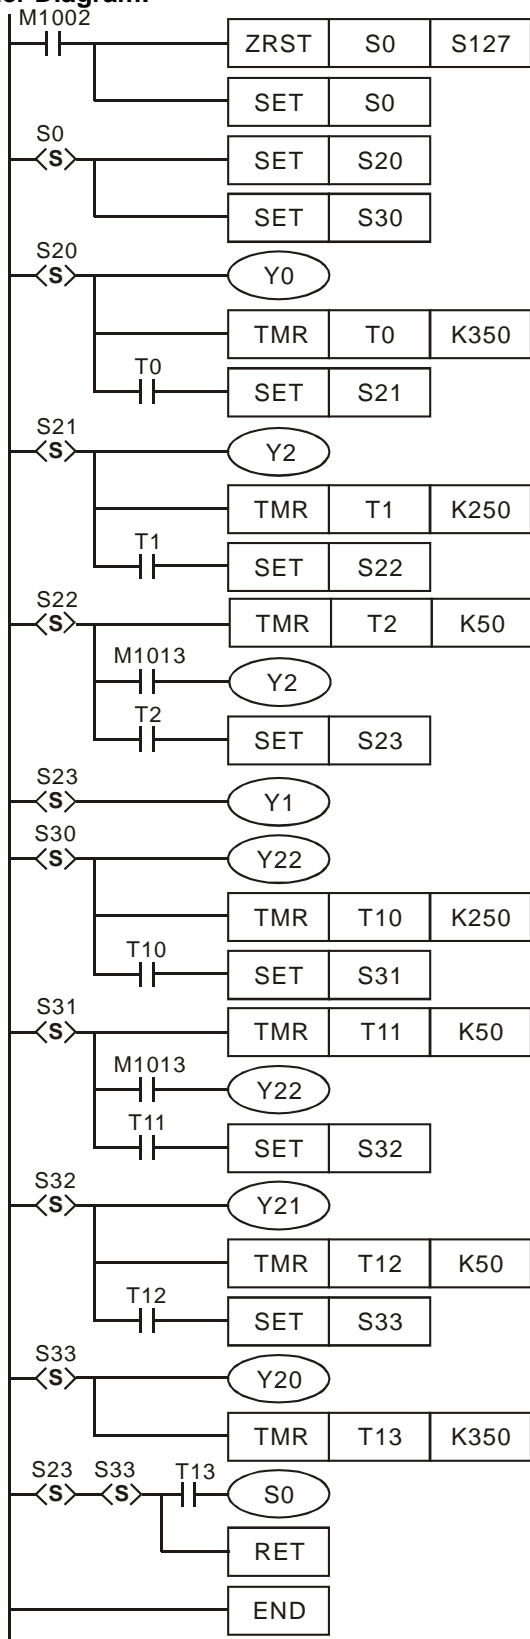 er Diagram:
M1002
ZRST S0 S127
SET S0
S0
S SET S20
SET S30
S20
S Y0
TMR T0 K350
T0
SET S21
S21
S Y2
TMR T1 K250
T1
SET S22
S22
S TMR T2 K50
M1013
Y2
T2
SET S23
S23
S Y1
S30
S Y22
TMR T10 K250
T10
SET S31
S31
S TMR T11 K50
M1013
Y22
T11
SET S32
S32
S Y21
TMR T12 K50
T12
SET S33
S33
S Y20
TMR T13 K350
S23 S33 T13
S S S0
RET
END